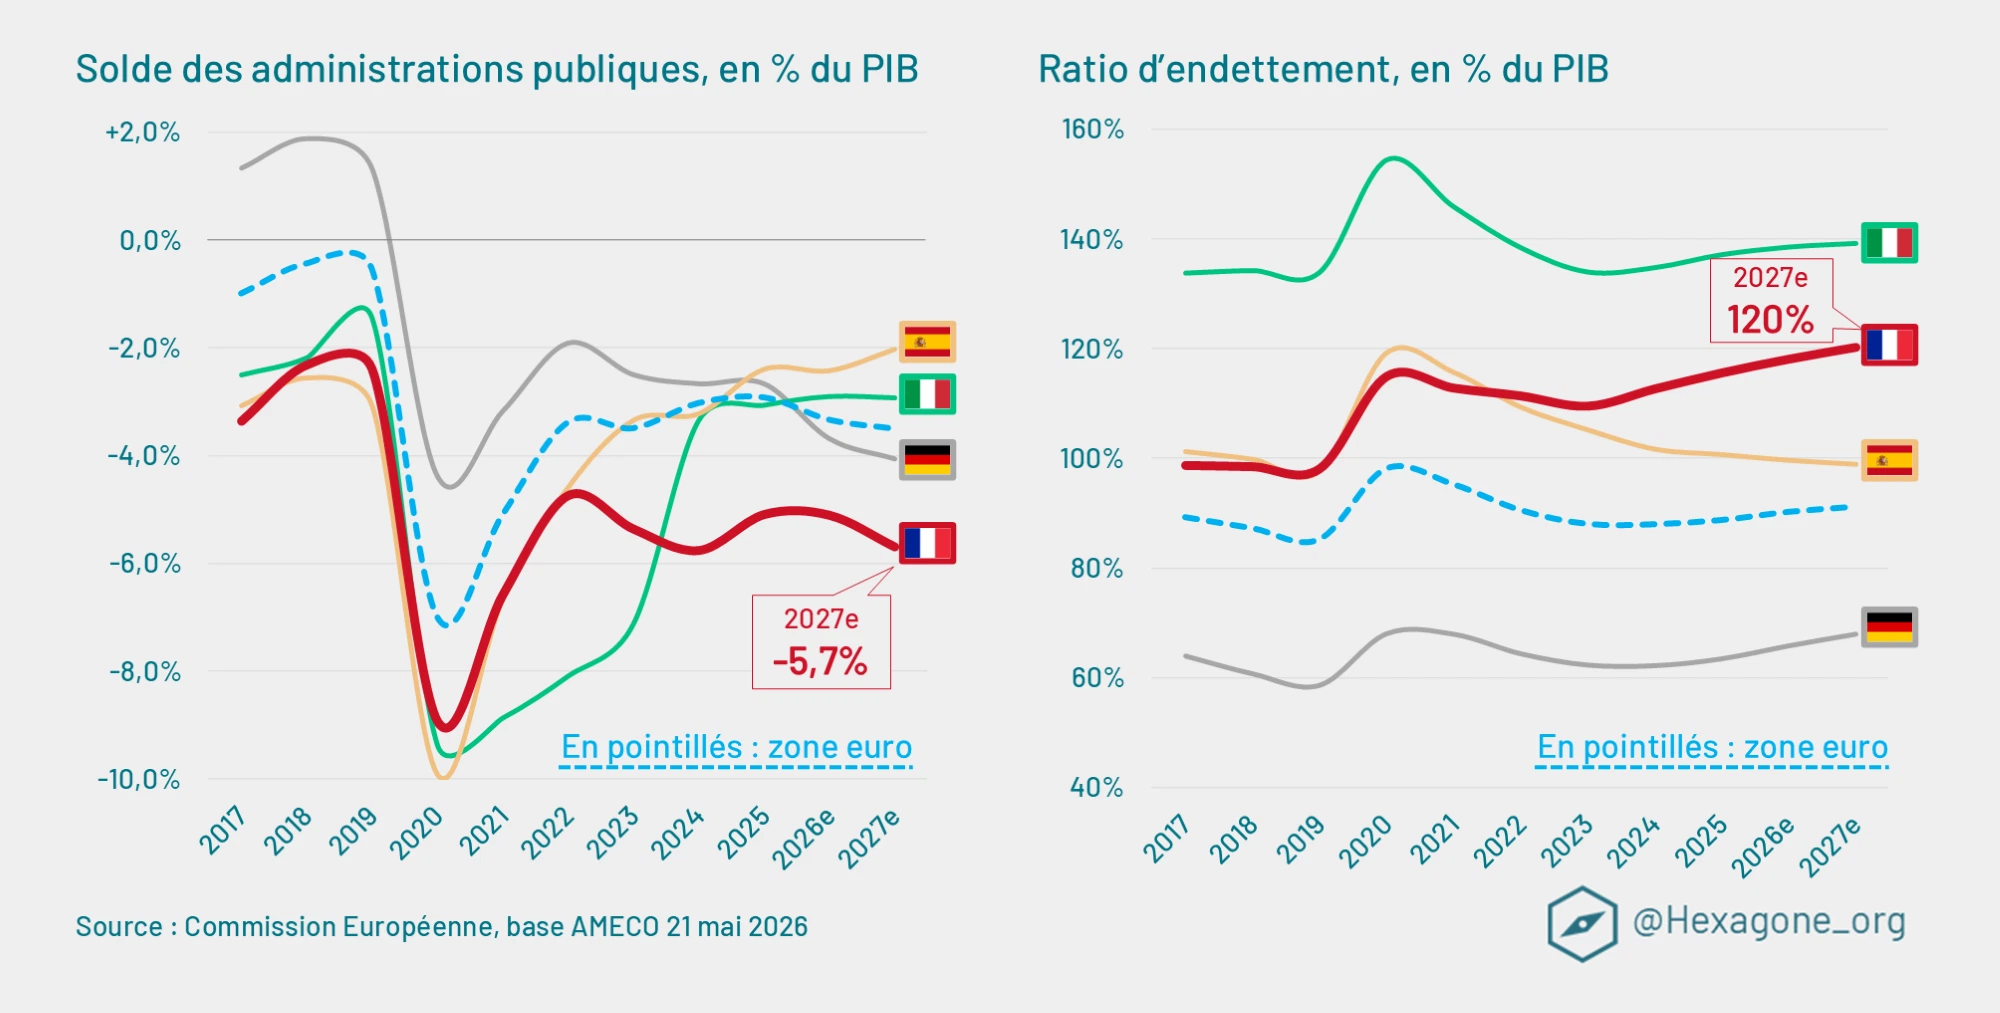 Solde des administrations publiques, en % du PIB
+2,0%
0,0%
-2,0%
-4,0%
-6,0%
-8,0%
-10,0%
2027e
-5,7%
En pointillés : zone euro
2017
2018
2019
2020
2021
2022
2023
2024
2025
2026e
2027e
Ratio d’endettement, en % du PIB
160%
140%
120%
100%
80%
60%
40%
2027e
120%
En pointillés : zone euro
2017
2018
2019
2020
2021
2022
2023
2024
2025
2026e
2027e
Source : Commission Européenne, base AMECO 21 mai 2026
@Hexagone_org